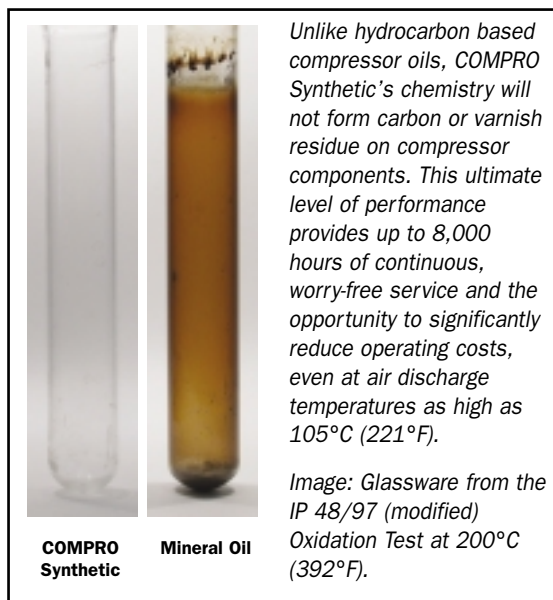 Unlike hydrocarbon based
compressor oils, COMPRO
Synthetic's chemistry will
not form carbon or varnish
residue on compressor
components. This ultimate
level of performance
provides up to 8,000
hours of continuous,
worry-free service and the
opportunity to significantly
reduce operating costs,
even at air discharge
temperatures as high as
105°C (221°F).
Image: Glassware from the
IP 48/97 (modified)
Oxidation Test at 200°C
(392°F).
COMPRO
Synthetic
Mineral Oil